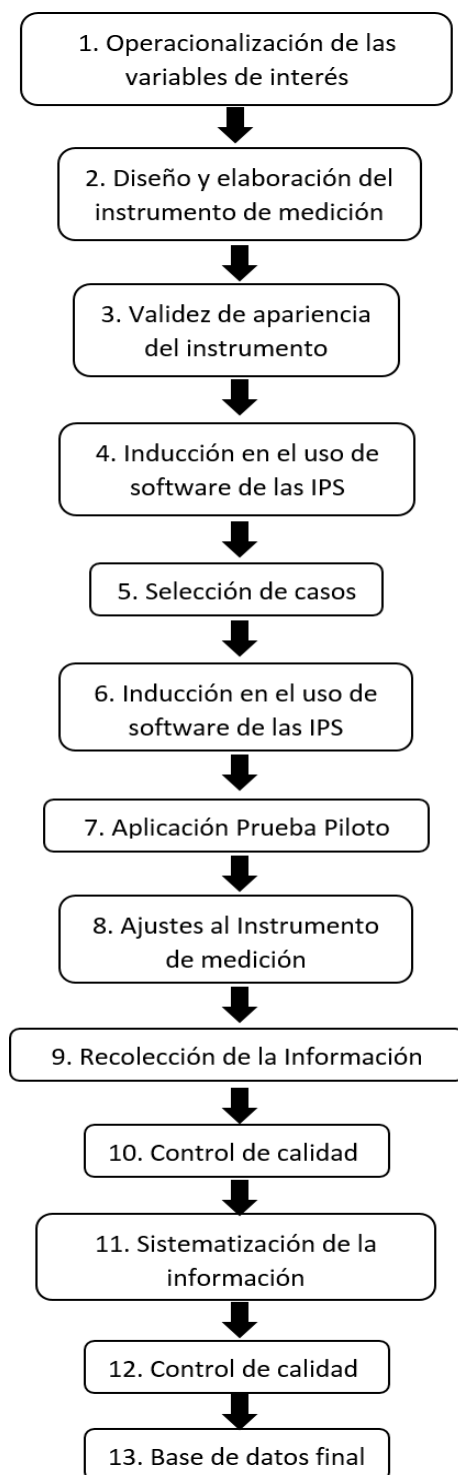 1. Operacionalización de las
variables de interés
2. Diseño y elaboración del
instrumento de medición
3. Validez de apariencia
del instrumento
4. Inducción en el uso de
software de las IPS
5. Selección de casos
6. Inducción en el uso de
software de las IPS
7. Aplicación Prueba Piloto
8. Ajustes al Instrumento
de medición
9. Recolección de la Información
10. Control de calidad
11. Sistematización de la
información
12. Control de calidad
13. Base de datos final